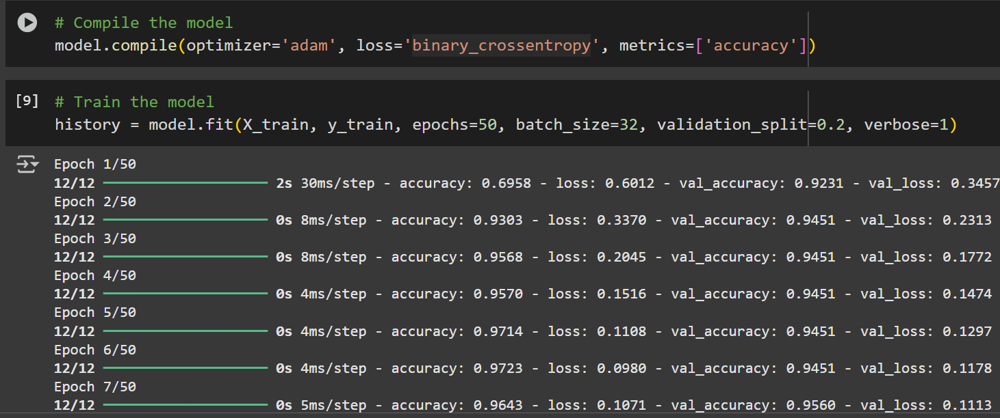 # Compile the model
model.compile(optimizer='adam', loss='binary_crossentropy', metrics=['accuracy'])
[9] # Train the model
history = model.fit(X_train, y_train, epochs=50, batch_size=32, validation_split=0.2, verbose=1)
Epoch 1/50
12/12 2s 30ms/step - accuracy: 0.6958 - loss: 0.6012 - val_accuracy: 0.9231 - val_loss: 0.3457
Epoch 2/50
12/12 0s 8ms/step - accuracy: 0.9303 - loss: 0.3370 - val_accuracy: 0.9451 - val_loss: 0.2313
Epoch 3/50
12/12 0s 8ms/step - accuracy: 0.9568 - loss: 0.2045 - val_accuracy: 0.9451 - val_loss: 0.1772
Epoch 4/50
12/12 0s 4ms/step - accuracy: 0.9570 - loss: 0.1516 - val_accuracy: 0.9451 - val_loss: 0.1474
Epoch 5/50
12/12 0s 4ms/step - accuracy: 0.9714 - loss: 0.1108 - val_accuracy: 0.9451 - val_loss: 0.1297
Epoch 6/50
12/12 0s 4ms/step - accuracy: 0.9723 - loss: 0.0980 - val_accuracy: 0.9451 - val_loss: 0.1178
Epoch 7/50
12/12 0s 5ms/step - accuracy: 0.9643 - loss: 0.1071 - val_accuracy: 0.9560 - val_loss: 0.1113